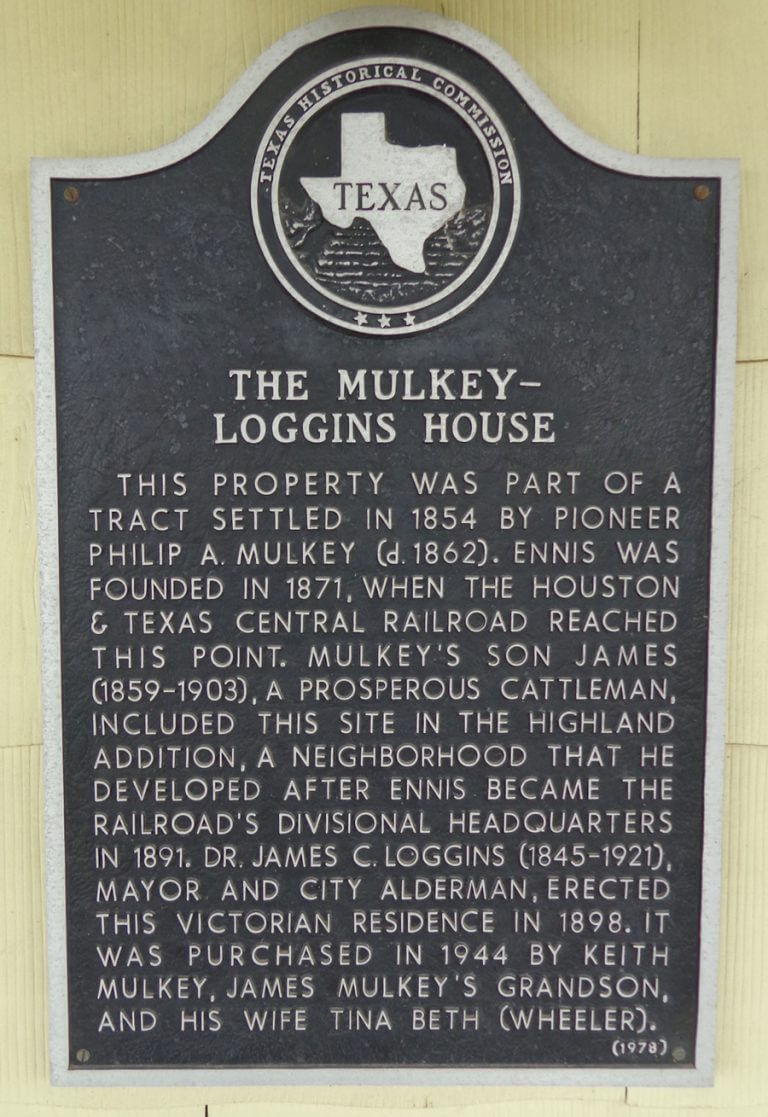 TEXAS HISTORICAL COMMISSION
TEXAS
THE MULKEY-
LOGGINS HOUSE
THIS PROPERTY WAS PART OF A
TRACT SETTLED IN 1854 BY PIONEER
PHILIP A. MULKEY (d. 1862). ENNIS WAS
FOUNDED IN 1871, WHEN THE HOUSTON
& TEXAS CENTRAL RAILROAD REACHED
THIS POINT. MULKEY'S SON JAMES
(1859-1903), A PROSPEROUS CATTLEMAN,
INCLUDED THIS SITE IN THE HIGHLAND
ADDITION, A NEIGHBORHOOD THAT HE
DEVELOPED AFTER ENNIS BECAME THE
RAILROAD'S DIVISIONAL HEADQUARTERS
IN 1891. DR. JAMES C. LOGGINS (1845-1921),
MAYOR AND CITY ALDERMAN, ERECTED
THIS VICTORIAN RESIDENCE IN 1898. IT
WAS PURCHASED IN 1944 BY KEITH
MULKEY, JAMES MULKEY'S GRANDSON,
AND HIS WIFE TINA BETH (WHEELER).
(1978)